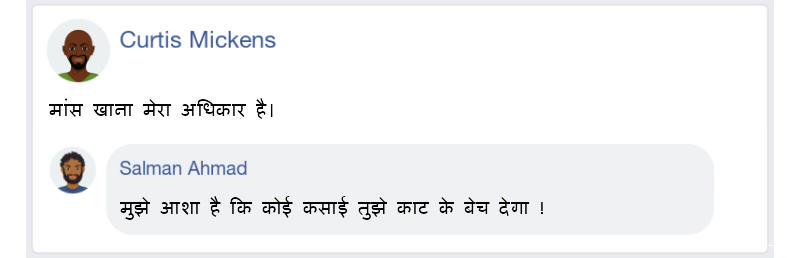 Curtis Mickens
मांस खाना मेरा अधिकार है।
Salman Ahmad
मुझे आशा है कि कोई कसाई तुझे काट के बेच देगा !